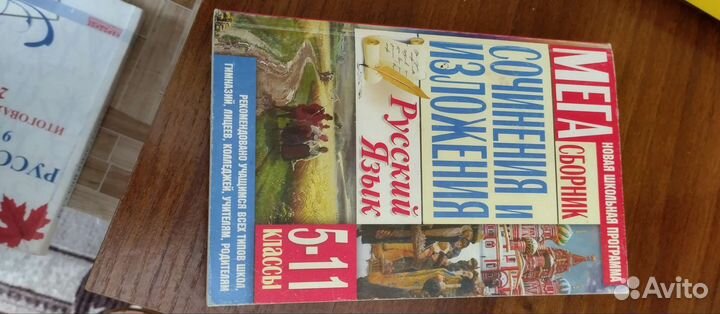 НОВАЯ ШКОЛЬНАЯ ПРОГРАММА
МЕГА
СБОРНИК
СОЧИНЕНИЯ И
ИЗЛОЖЕНИЯ
Русский
Язык
РЕКОМЕНДОВАНО УЧАЩИМСЯ ВСЕХ ТИПОВ ШКОЛ,
ГИМНАЗИЙ, ЛИЦЕЕВ, КОЛЛЕДЖЕЙ, УЧИТЕЛЯМ, РОДИТЕЛЯМ
5-11
КЛАССЫ
ИТОГОВА
9
РУСС
Avito